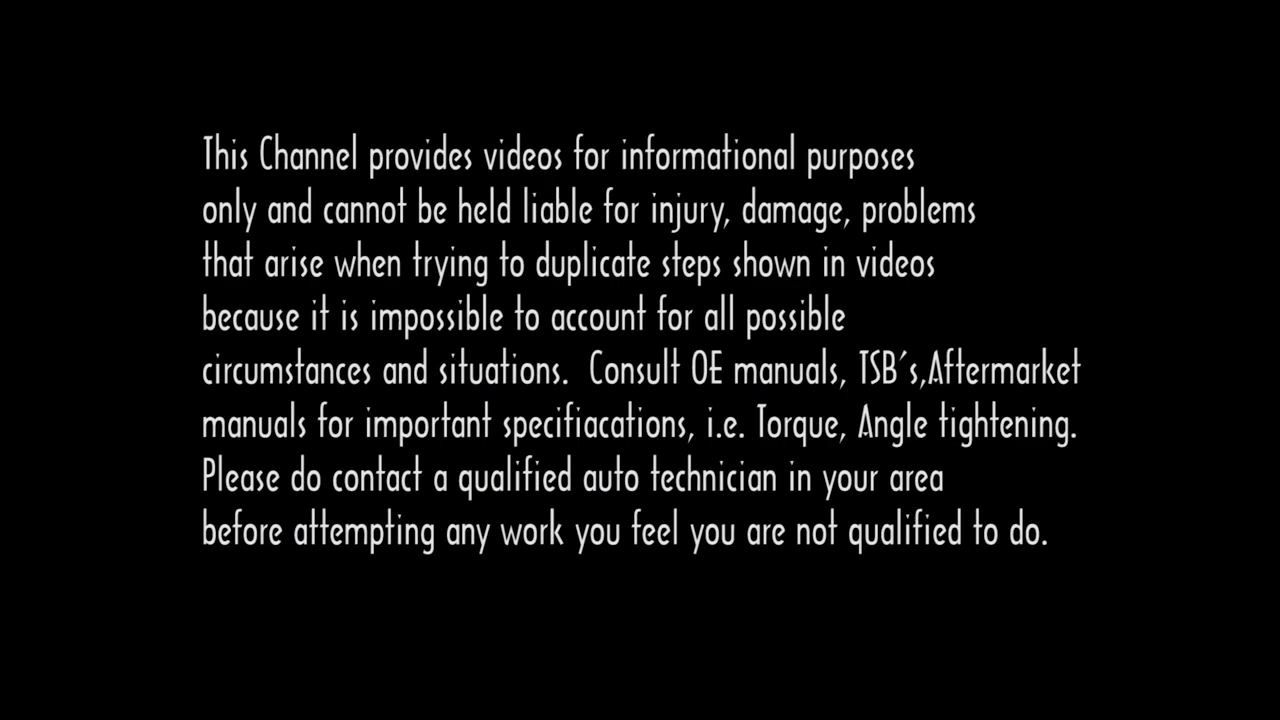 This Channel provides videos for informational purposes
only and cannot be held liable for injury, damage, problems
that arise when trying to duplicate steps shown in videos
because it is impossible to account for all possible
circumstances and situations.  Consult OE manuals, TSB´s,Aftermarket
manuals for important specifiacations, i.e. Torque, Angle tightening.
Please do contact a qualified auto technician in your area
before attempting any work you feel you are not qualified to do.